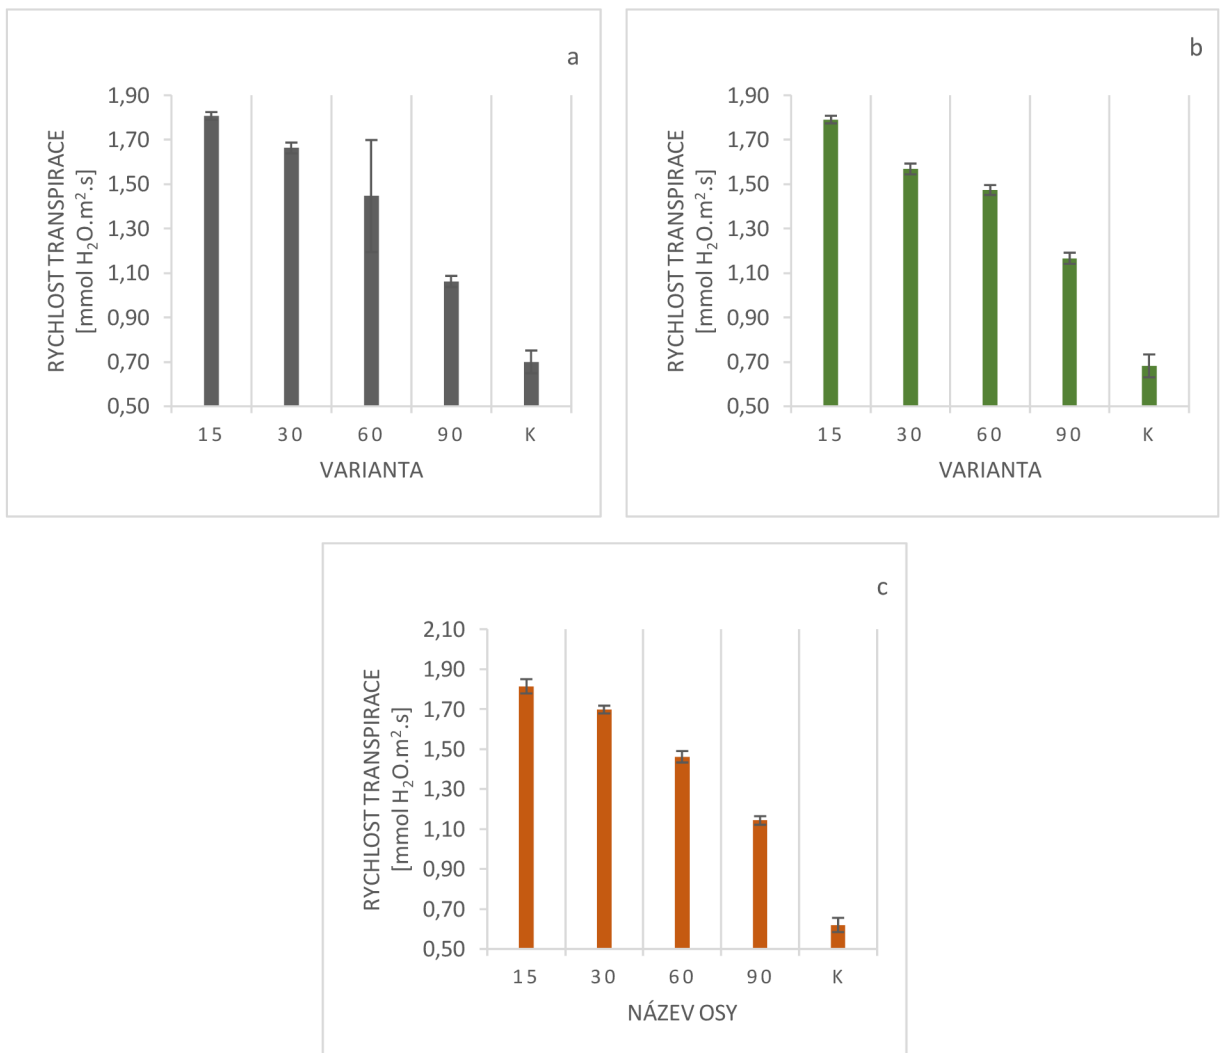 a
RYCHLOST TRANSPIRACE
[mmol H₂O.m².s]
1,90
1,70
1,50
1,30
1,10
0,90
0,70
0,50
15 30 60 90 K
VARIANTA
b
RYCHLOST TRANSPIRACE
[mmol H₂O.m².s]
1,90
1,70
1,50
1,30
1,10
0,90
0,70
0,50
15 30 60 90 K
VARIANTA
c
RYCHLOST TRANSPIRACE
[mmol H₂O.m².s]
2,10
1,90
1,70
1,50
1,30
1,10
0,90
0,70
0,50
15 30 60 90 K
NÁZEV OSY